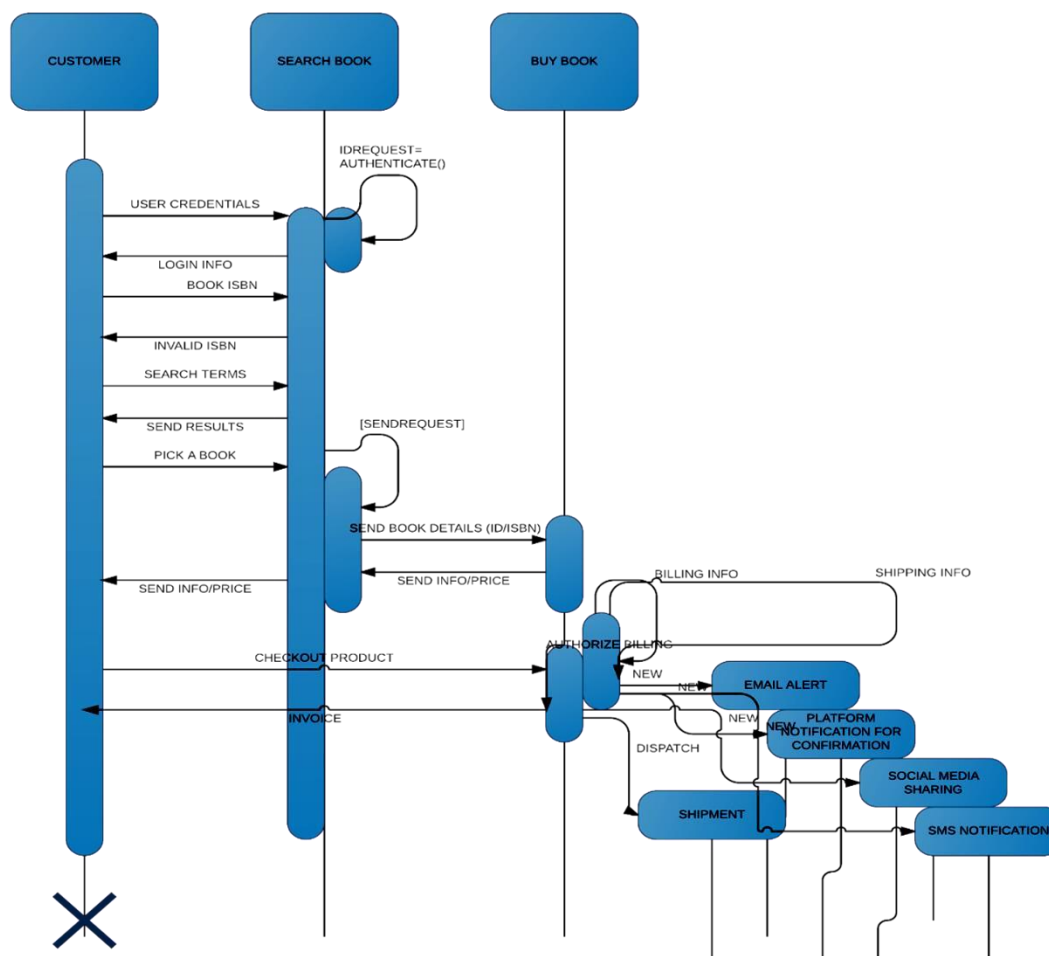 CUSTOMER
SEARCH BOOK
BUY BOOK
IDREQUEST=
AUTHENTICATE()
USER CREDENTIALS
LOGIN INFO
BOOK ISBN
INVALID ISBN
SEARCH TERMS
SEND RESULTS
[SENDREQUEST]
PICK A BOOK
SEND BOOK DETAILS (ID/ISBN)
SEND INFO/PRICE
SEND INFO/PRICE
BILLING INFO
SHIPPING INFO
AUTHORIZE BILLING
CHECKOUT PRODUCT
NEW
EMAIL ALERT
NEW
INVOICE
NEW
NEW
PLATFORM
NOTIFICATION FOR
CONFIRMATION
DISPATCH
SOCIAL MEDIA
SHARING
SHIPMENT
SMS NOTIFICATION